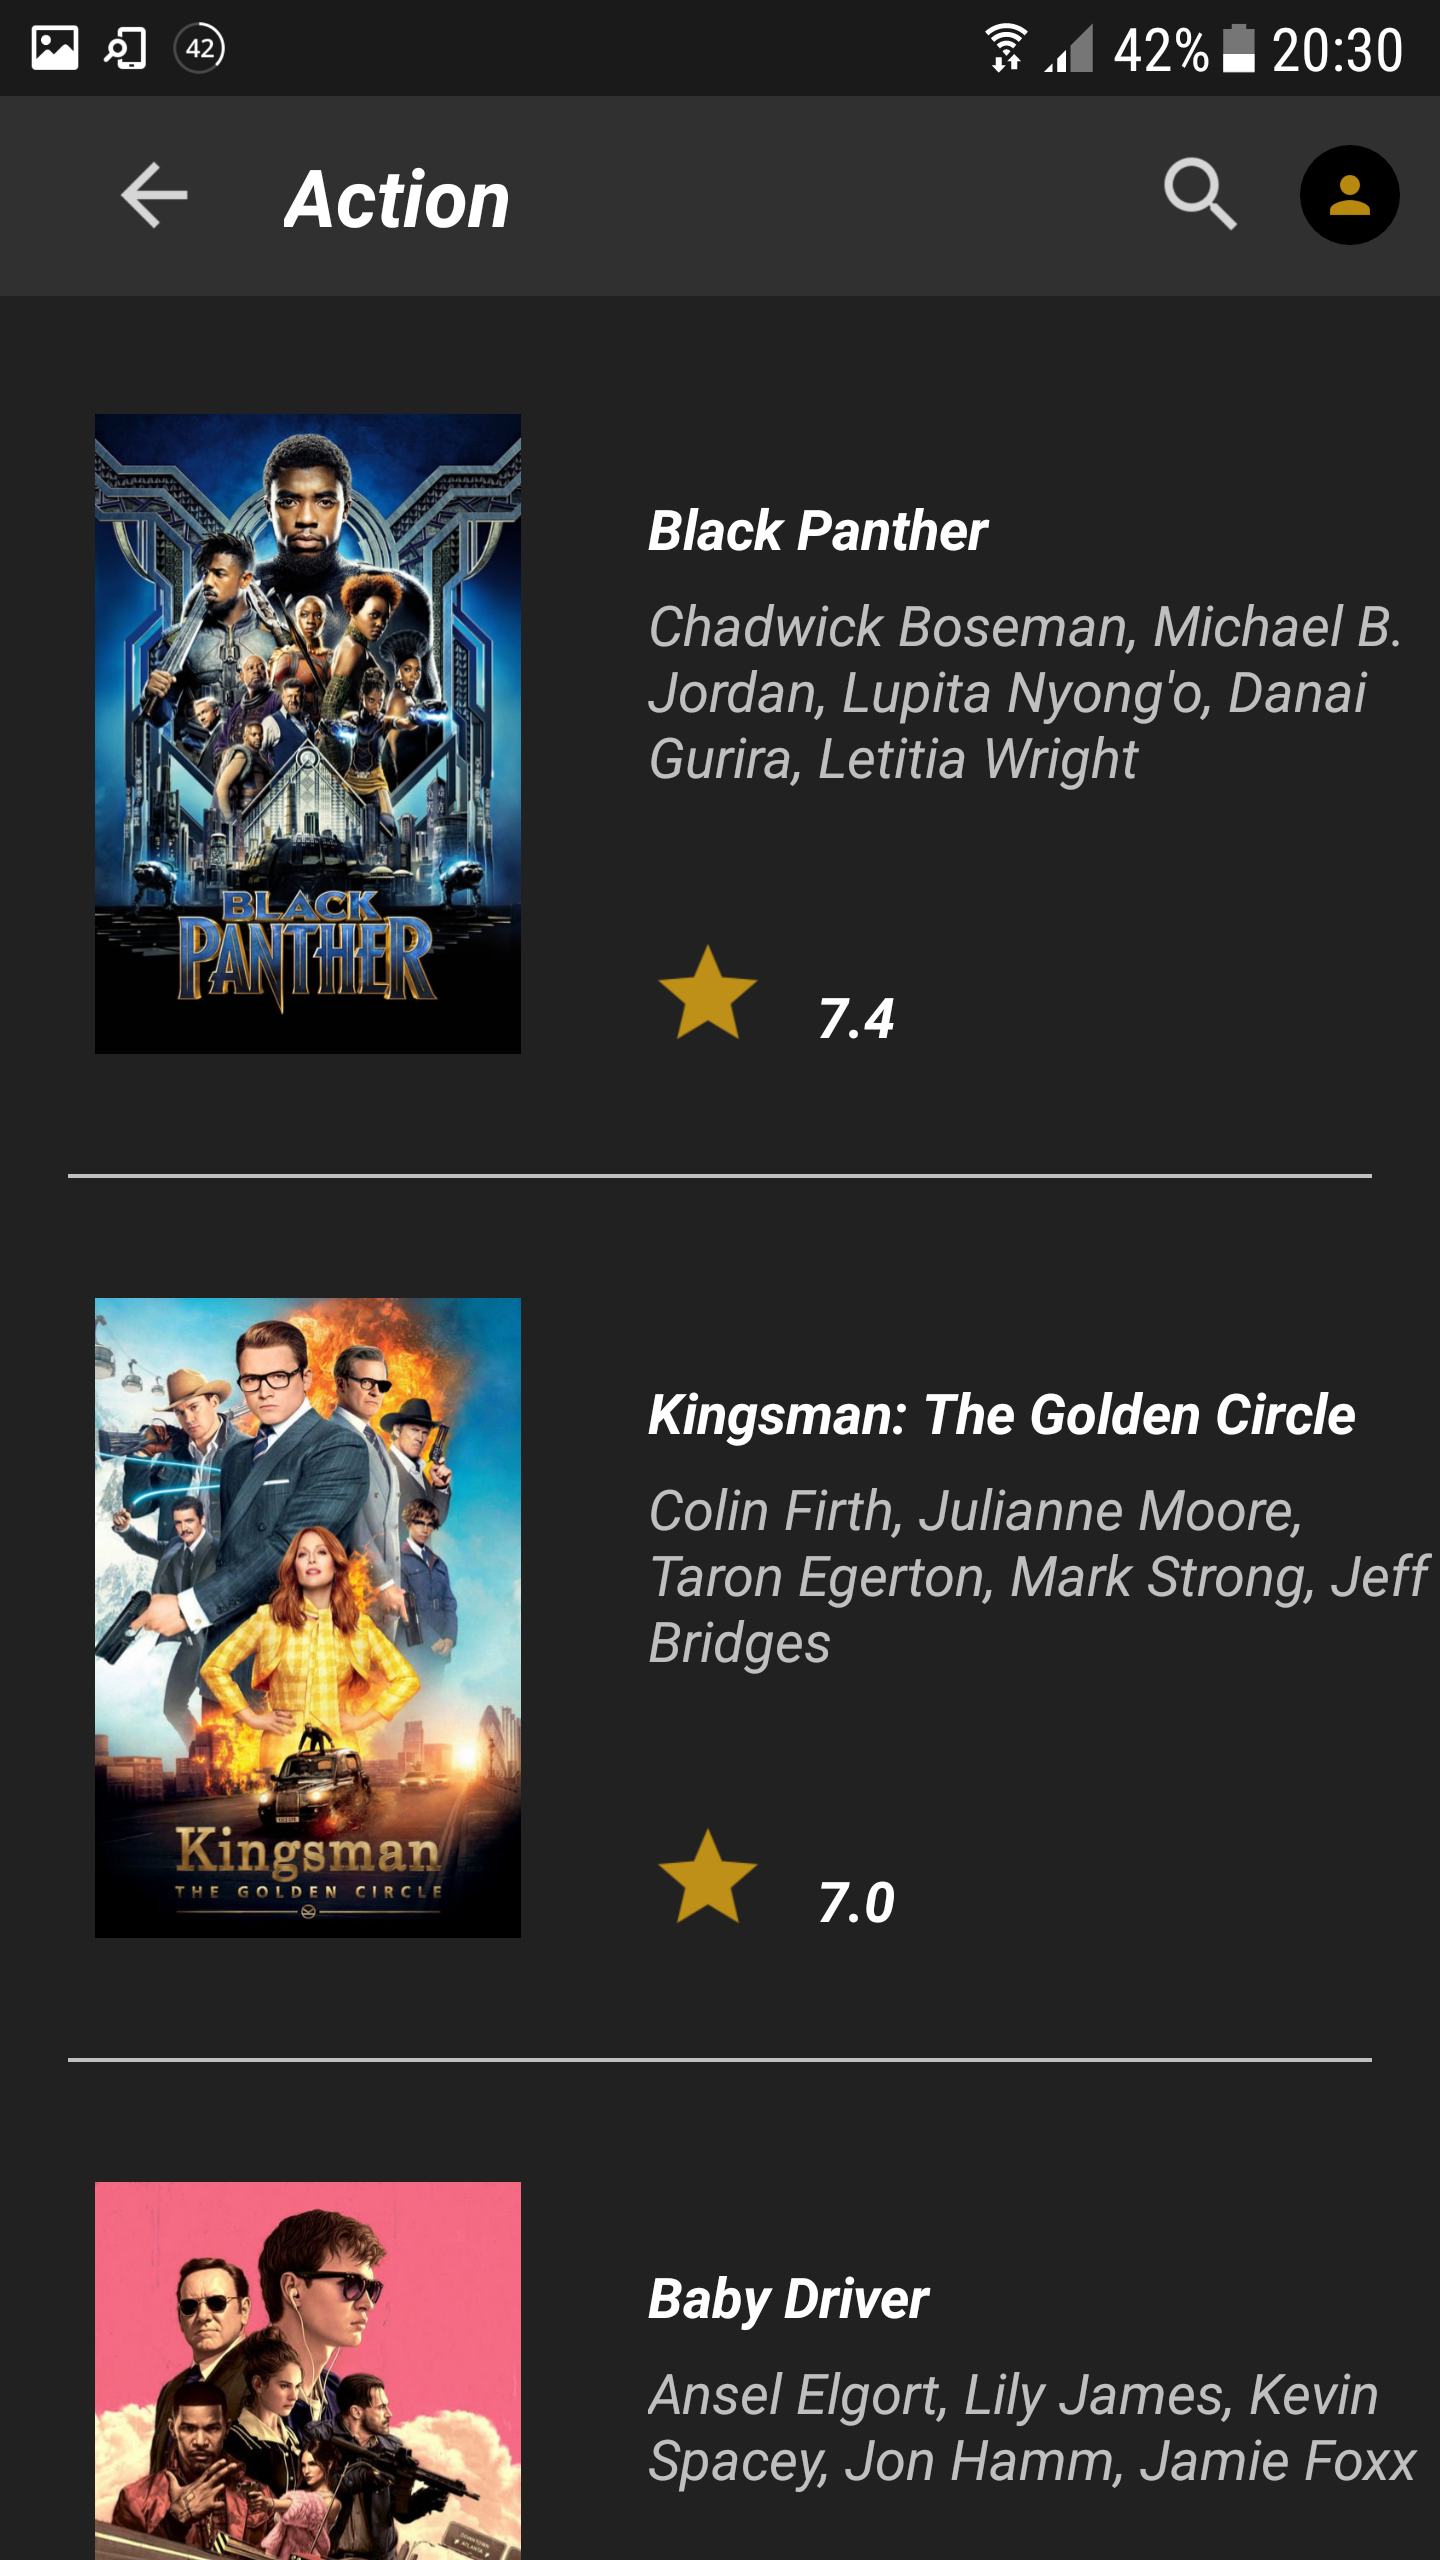 42
42% 20:30
Action
Black Panther
Chadwick Boseman, Michael B.
Jordan, Lupita Nyong'o, Danai
Gurira, Letitia Wright
BLACK
PANTHER
7.4
Kingsman: The Golden Circle
Colin Firth, Julianne Moore,
Taron Egerton, Mark Strong, Jeff
Bridges
Kingsman
THE GOLDEN CIRCLE
7.0
Baby Driver
Ansel Elgort, Lily James, Kevin
Spacey, Jon Hamm, Jamie Foxx
DOWNTOWN
ATLANTA